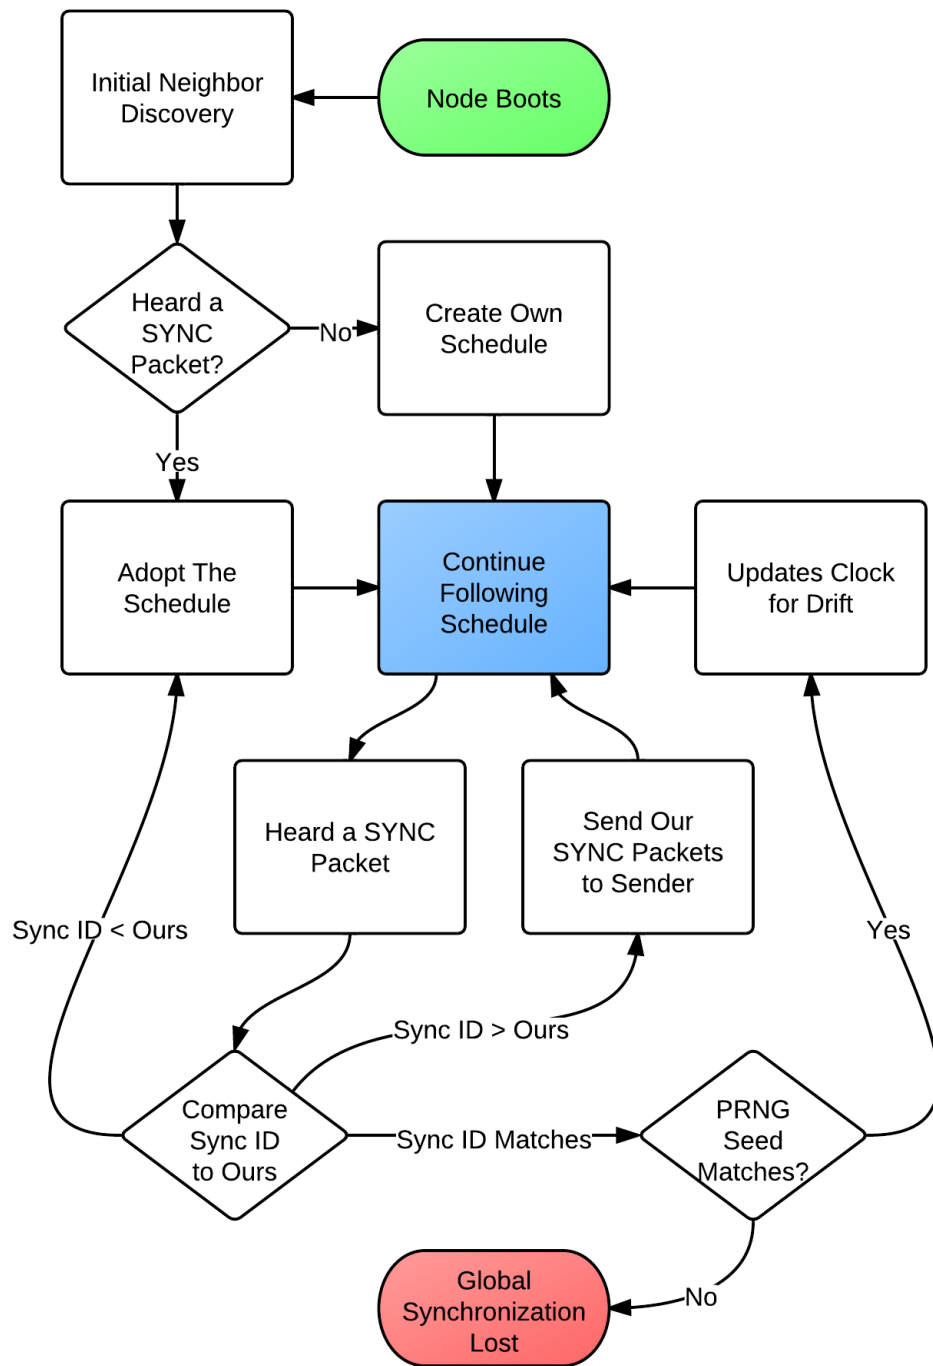 Initial Neighbor
Discovery
Node Boots
Heard a
SYNC
Packet?
No
Create Own
Schedule
Yes
Adopt The
Schedule
Continue
Following
Schedule
Updates Clock
for Drift
Heard a SYNC
Packet
Send Our
SYNC Packets
to Sender
Sync ID < Ours
Yes
Sync ID > Ours
Compare
Sync ID
to Ours
Sync ID Matches
PRNG
Seed
Matches?
Global
Synchronization
Lost
No